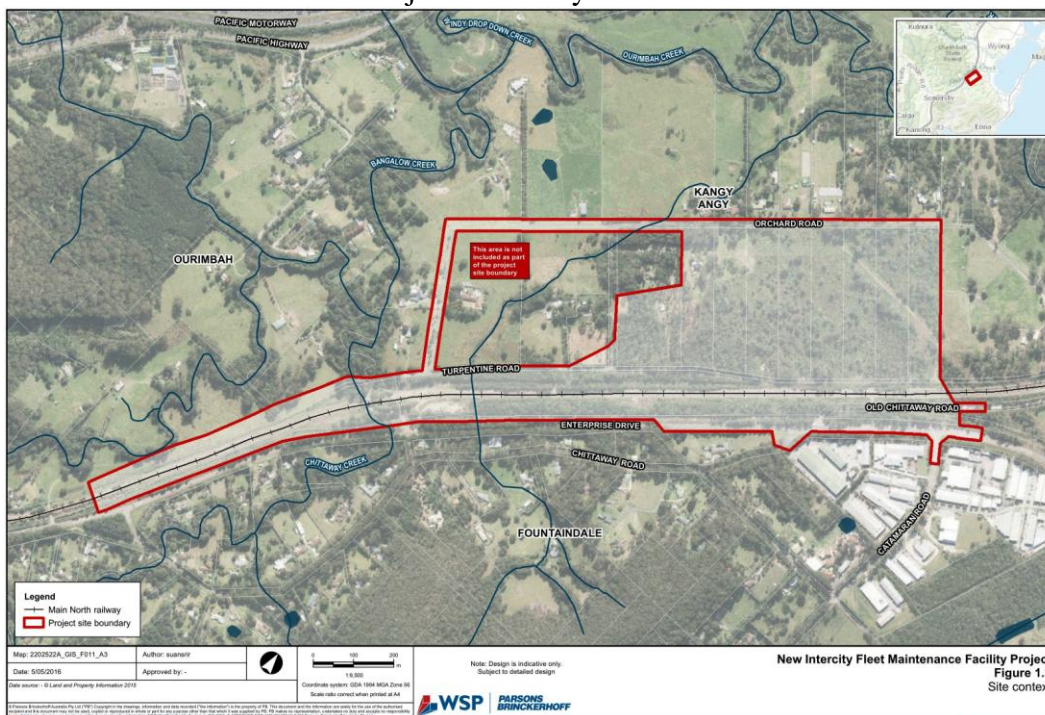 PACIFIC MOTORWAY
PACIFIC HIGHWAY
WINDY DROP DOWN CREEK
OURIMBAH CREEK
Wyong
BANGALOW CREEK
KANGY
ANGY
ORCHARD ROAD
This area is not
included as part
of the project
site boundary
OURIMBAH
TURPENTINE ROAD
OLD CHITTAWAY ROAD
ENTERPRISE DRIVE
CHITTAWAY ROAD
CHITTAWAY CREEK
FOUNTAINDALE
CATAMARAN ROAD
Legend
Main North railway
Project site boundary
Map: 2202522A_GIS_F011_A3
Author: suansrir
Date: 5/05/2016
Approved by: -
Data source: - © Land and Property Information 2015
0 100 200
m
1:8,500
Coordinate system: GDA 1994 MGA Zone 56
Scale ratio correct when printed at A4
Note: Design is indicative only.
Subject to detailed design
WSP PARSONS
BRINCKERHOFF
New Intercity Fleet Maintenance Facility Projec
Figure 1.
Site contex